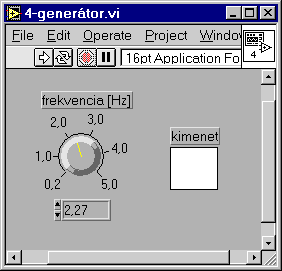 4-generátor.vi
File Edit Operate Project Window
16pt Application Fo
4
frekvencia [Hz]
2,0 3,0
1,0 4,0
0,2 5,0
2,27
kimenet